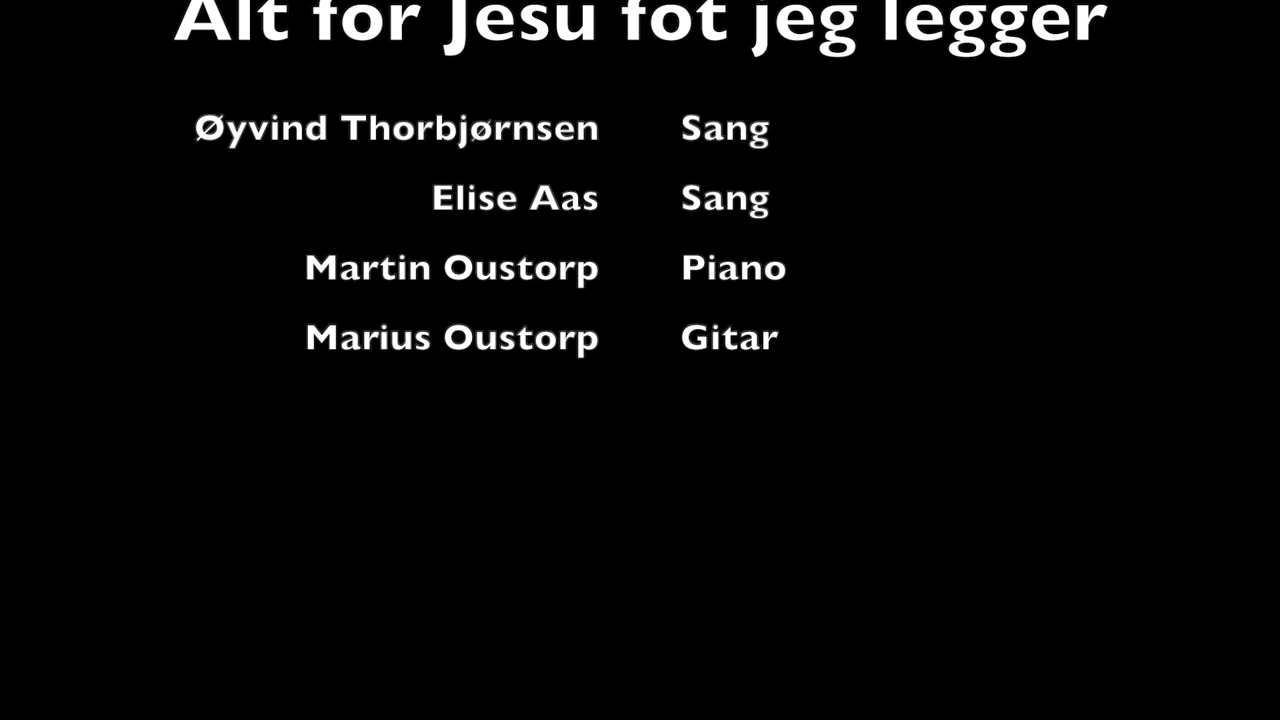 Alt for Jesu fot jeg legger
Øyvind Thorbjørnsen Sang
Elise Aas Sang
Martin Oustorp Piano
Marius Oustorp Gitar